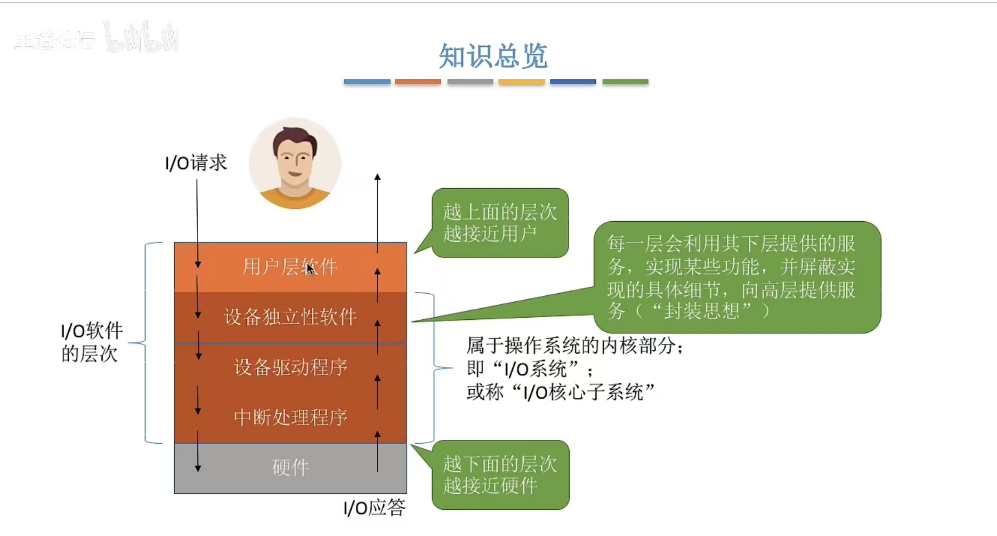 bilibili
知识总览
I/O请求
越上面的层次
越接近用户
每一层会利用其下层提供的服
务，实现某些功能，并屏蔽实
现的具体细节，向高层提供服
务（“封装思想”）
用户层软件
设备独立性软件
I/O软件
的层次
属于操作系统的内核部分；
即“I/O系统”；
或称“I/O核心子系统”
设备驱动程序
中断处理程序
越下面的层次
越接近硬件
硬件
I/O应答